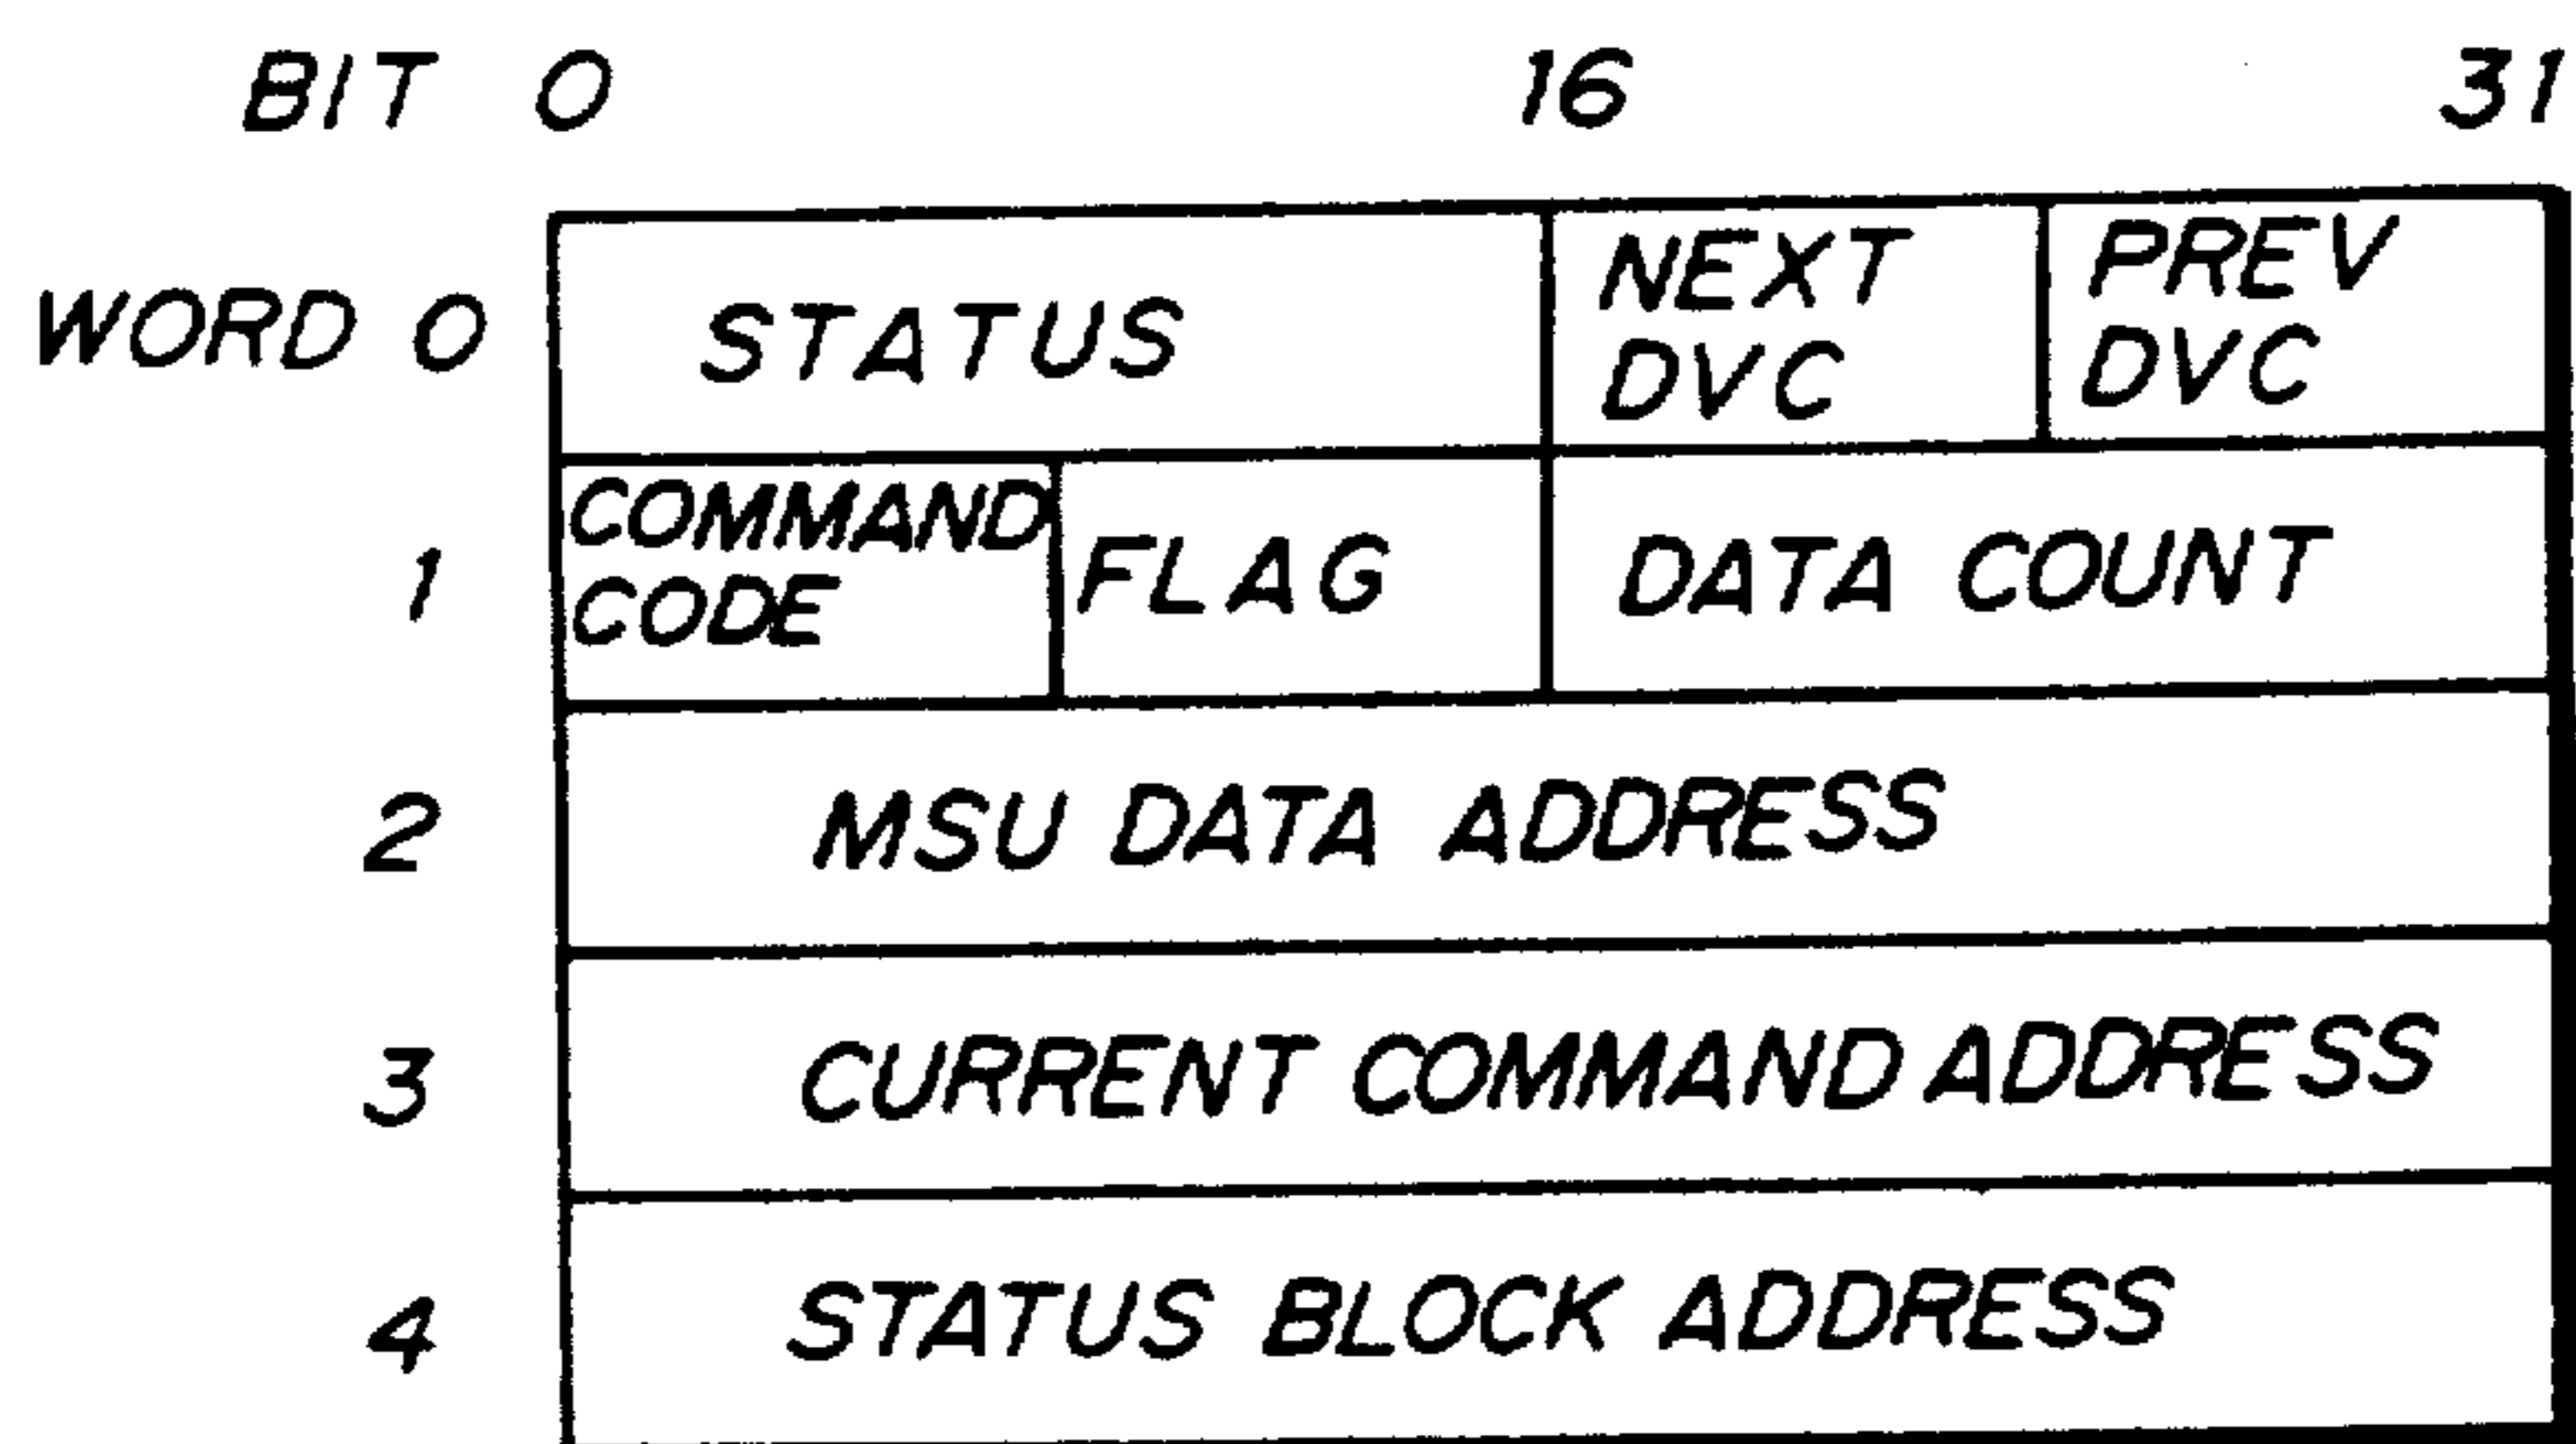 BIT 0 16 31
WORD 0 STATUS NEXT DVC PREV DVC
1 COMMAND CODE FLAG DATA COUNT
2 MSU DATA ADDRESS
3 CURRENT COMMAND ADDRESS
4 STATUS BLOCK ADDRESS